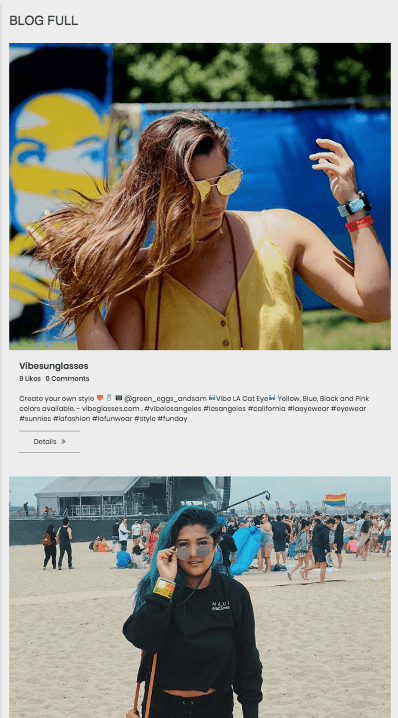 BLOG FULL
Vibesunglasses
9 Likes 0 Comments
Create your own style @green_eggs_andsam Vibe LA Cat Eye Yellow, Blue, Black and Pink
colors available. - vibeglasses.com . #vibelosangeles #losangeles #california #laeyewear #eyewear
#sunnies #lafashion #lafunwear #style #funday
Details »